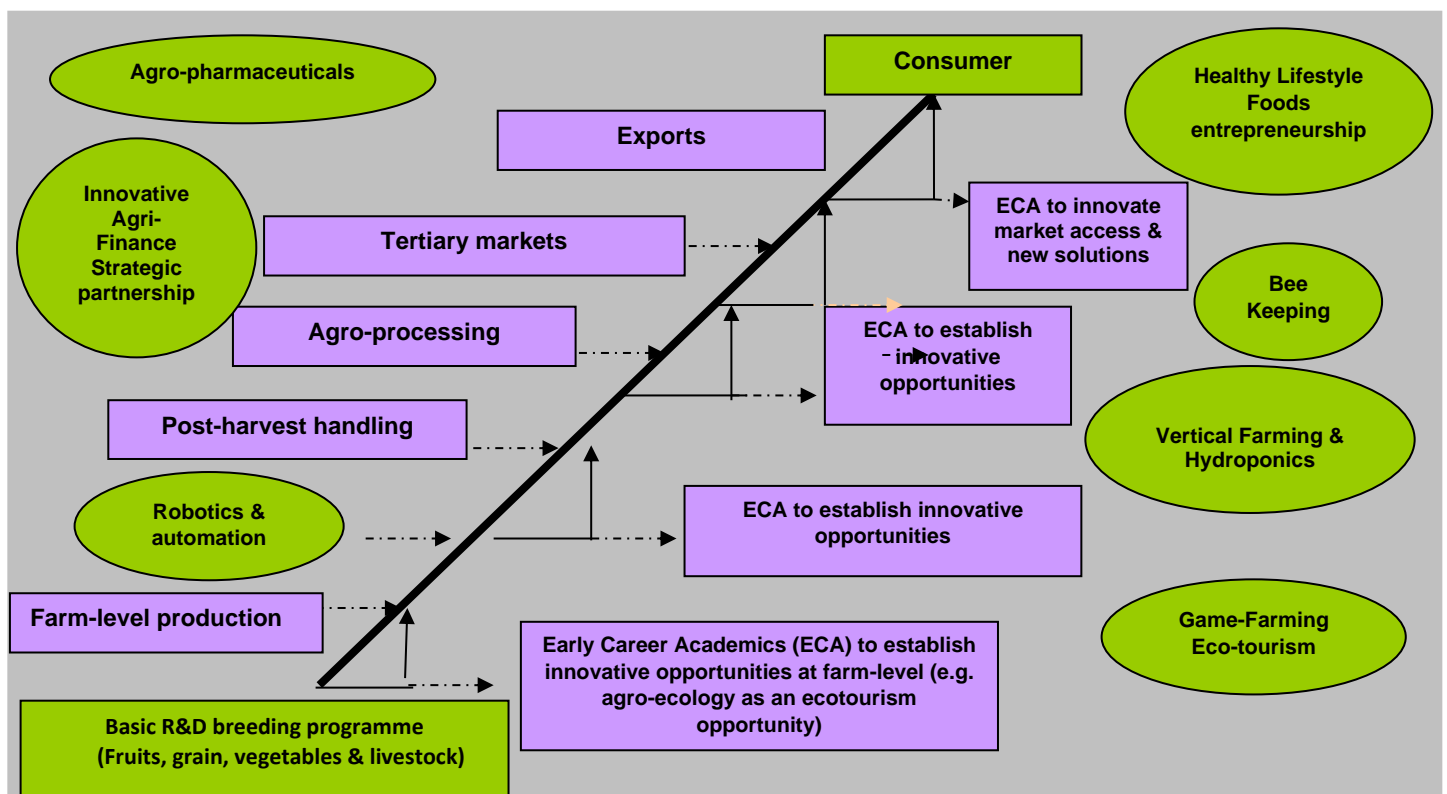 Agro-pharmaceuticals
Consumer
Healthy Lifestyle
Foods
entrepreneurship
Exports
Innovative
Agri-
Finance
Strategic
partnership
ECA to innovate
market access &
new solutions
Tertiary markets
Bee
Keeping
Agro-processing
ECA to establish
innovative
opportunities
Post-harvest handling
Vertical Farming &
Hydroponics
Robotics &
automation
ECA to establish innovative
opportunities
Farm-level production
Game-Farming
Eco-tourism
Early Career Academics (ECA) to establish
innovative opportunities at farm-level (e.g.
agro-ecology as an ecotourism
opportunity)
Basic R&D breeding programme
(Fruits, grain, vegetables & livestock)